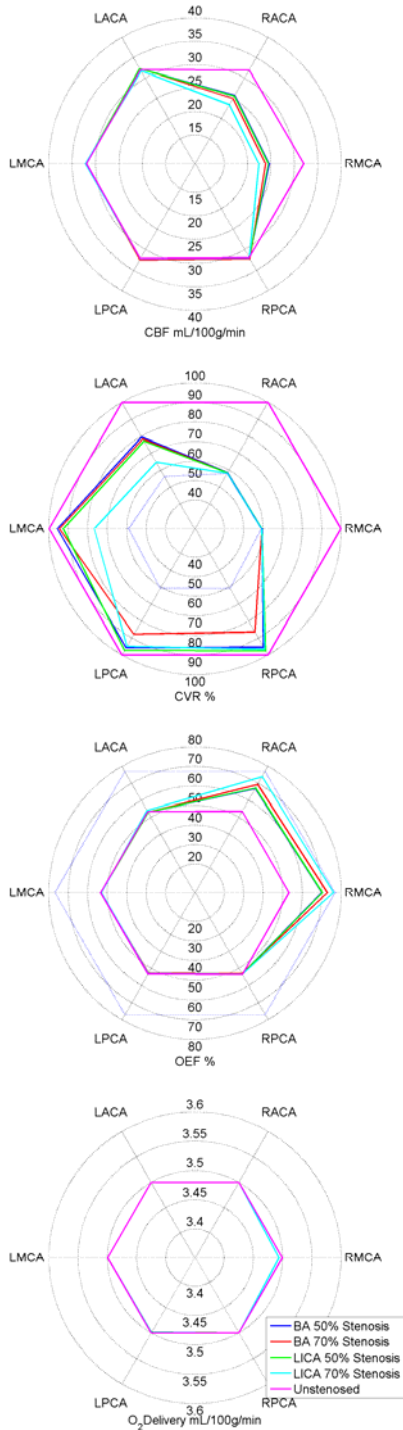 40
LACA
35
RACA
30
25
20
15
LMCA
RMCA
15
20
25
30
LPCA
35
RPCA
40
CBF mL/100g/min
100
LACA
90
RACA
80
70
60
50
40
LMCA
RMCA
40
50
60
70
80
LPCA
90
RPCA
100
CVR %
80
LACA
70
RACA
60
50
40
30
20
LMCA
RMCA
20
30
40
50
60
LPCA
70
RPCA
80
OEF %
3.6
LACA
3.55
RACA
3.5
3.45
3.4
LMCA
RMCA
3.4
3.45
3.5
BA 50% Stenosis
BA 70% Stenosis
LICA 50% Stenosis
LICA 70% Stenosis
Unstenosed
LPCA
3.55
RPCA
3.6
O2Delivery mL/100g/min